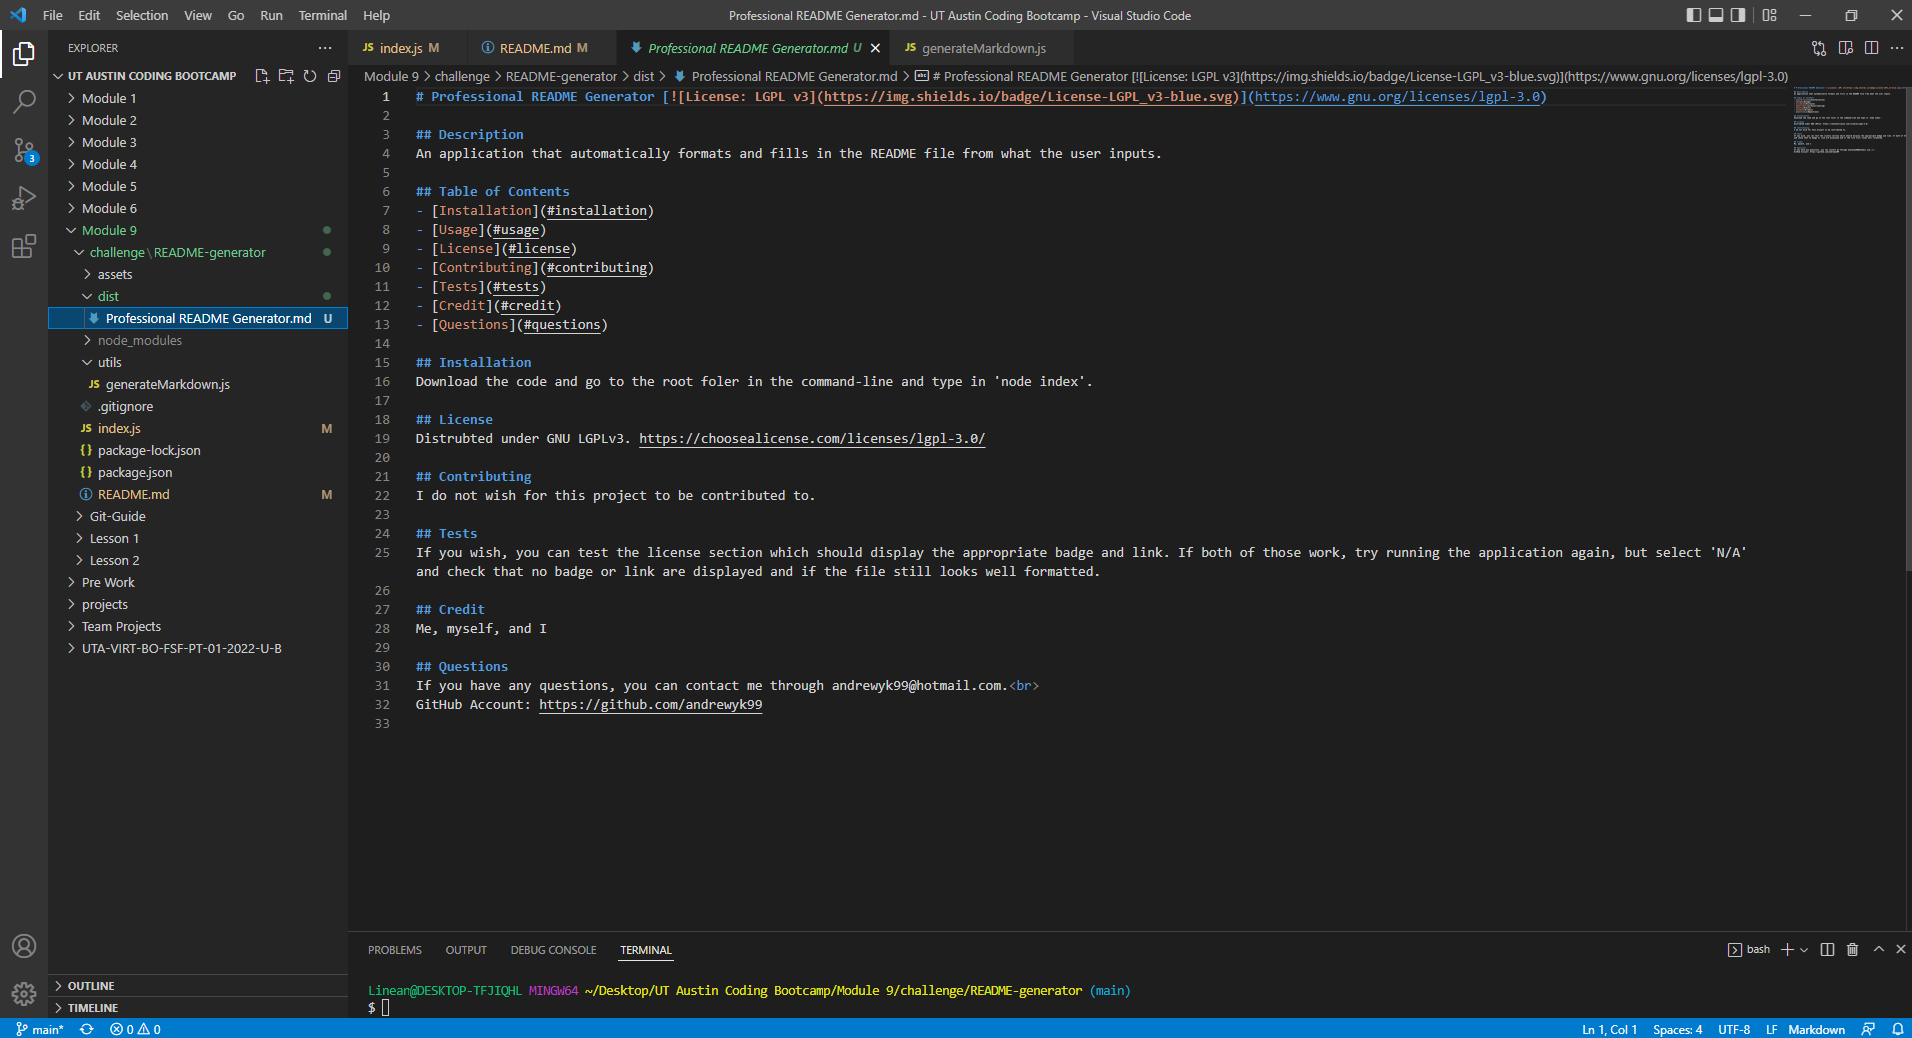 File Edit Selection View Go Run Terminal Help
Professional README Generator.md - UT Austin Coding Bootcamp - Visual Studio Code
EXPLORER
UT AUSTIN CODING BOOTCAMP
Module 1
Module 2
Module 3
Module 4
Module 5
Module 6
Module 9
challenge\README-generator
assets
dist
Professional README Generator.md U
node_modules
utils
JS generateMarkdown.js
.gitignore
JS index.js M
{} package-lock.json
{} package.json
README.md M
Git-Guide
Lesson 1
Lesson 2
Pre Work
projects
Team Projects
UTA-VIRT-BO-FSF-PT-01-2022-U-B
OUTLINE
TIMELINE
3
JS index.js M README.md M Professional README Generator.md U JS generateMarkdown.js
Module 9 > challenge > README-generator > dist > Professional README Generator.md > # Professional README Generator [![License: LGPL v3](https://img.shields.io/badge/License-LGPL_v3-blue.svg)](https://www.gnu.org/licenses/lgpl-3.0)
1 # Professional README Generator [![License: LGPL v3](https://img.shields.io/badge/License-LGPL_v3-blue.svg)](https://www.gnu.org/licenses/lgpl-3.0)
2
3 ## Description
4 An application that automatically formats and fills in the README file from what the user inputs.
5
6 ## Table of Contents
7 - [Installation](#installation)
8 - [Usage](#usage)
9 - [License](#license)
10 - [Contributing](#contributing)
11 - [Tests](#tests)
12 - [Credit](#credit)
13 - [Questions](#questions)
14
15 ## Installation
16 Download the code and go to the root foler in the command-line and type in 'node index'.
17
18 ## License
19 Distrubted under GNU LGPLv3. https://choosealicense.com/licenses/lgpl-3.0/
20
21 ## Contributing
22 I do not wish for this project to be contributed to.
23
24 ## Tests
25 If you wish, you can test the license section which should display the appropriate badge and link. If both of those work, try running the application again, but select 'N/A'
and check that no badge or link are displayed and if the file still looks well formatted.
26
27 ## Credit
28 Me, myself, and I
29
30 ## Questions
31 If you have any questions, you can contact me through andrewyk99@hotmail.com.<br>
32 GitHub Account: https://github.com/andrewyk99
33
PROBLEMS OUTPUT DEBUG CONSOLE TERMINAL
bash
Linean@DESKTOP-TFJIQHL MINGW64 ~/Desktop/UT Austin Coding Bootcamp/Module 9/challenge/README-generator (main)
$
main* 0 0
Ln 1, Col 1 Spaces: 4 UTF-8 LF Markdown